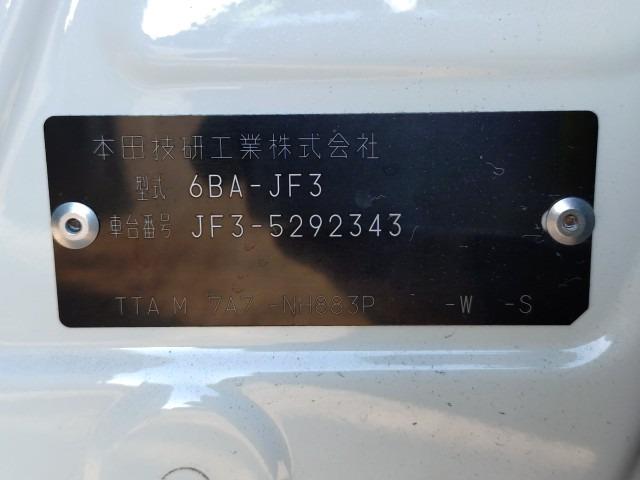 本田技研工業株式会社
型式 6BA-JF3
車台番号 JF3-5292343
TTA M 7A7 -NH883P -W -S